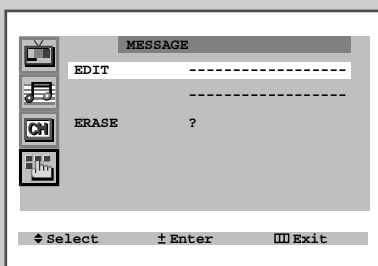 MESSAGE
EDIT ------------------
------------------
CH ERASE ?
Select ± Enter Exit